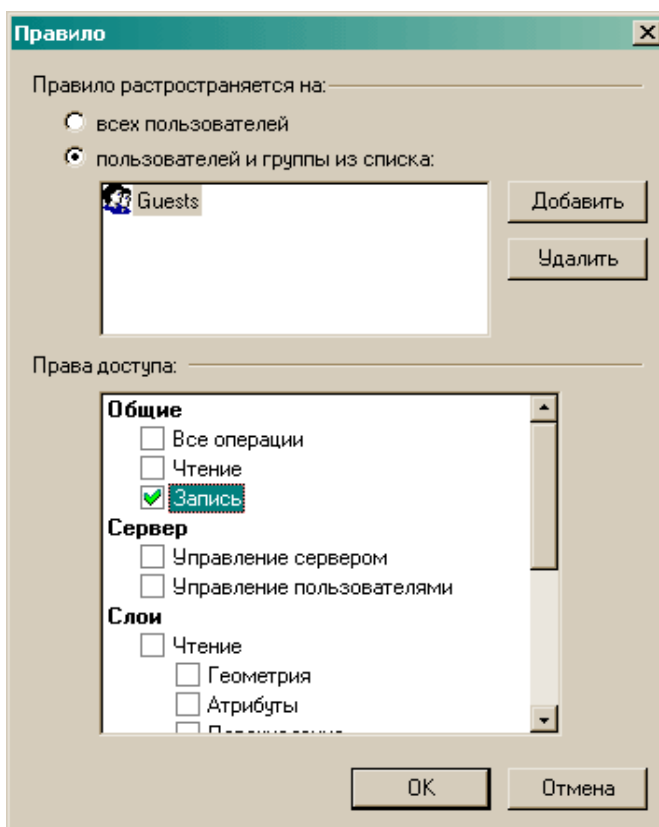 Правило
Правило распространяется на:
всех пользователей
пользователей и группы из списка:
Guests
Добавить
Удалить
Права доступа:
Общие
Все операции
Чтение
Запись
Сервер
Управление сервером
Управление пользователями
Слои
Чтение
Геометрия
Атрибуты
OK
Отмена